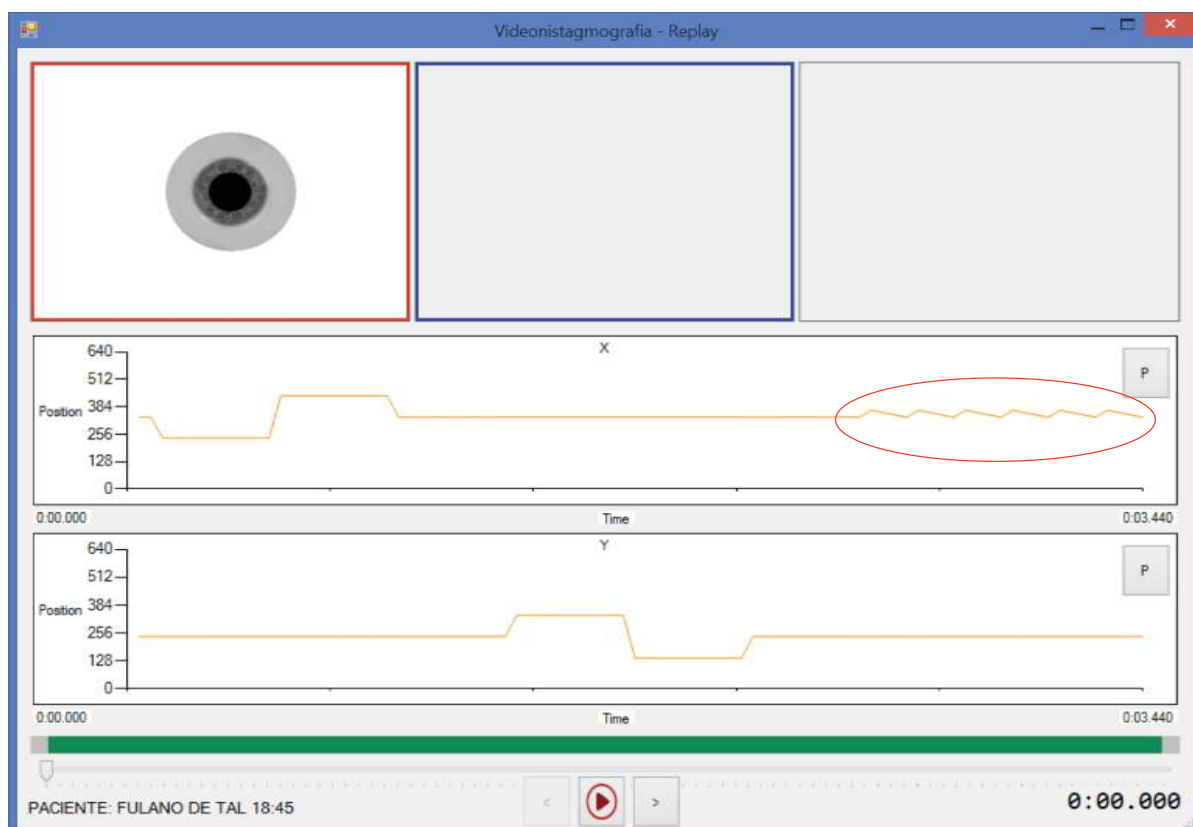 Videonistagmografia - Replay
X
P
640
512
Position 384
256
128
0
0:00.000 Time 0:03.440
Y
P
640
512
Position 384
256
128
0
0:00.000 Time 0:03.440
PACIENTE: FULANO DE TAL 18:45 < > 0:00.000